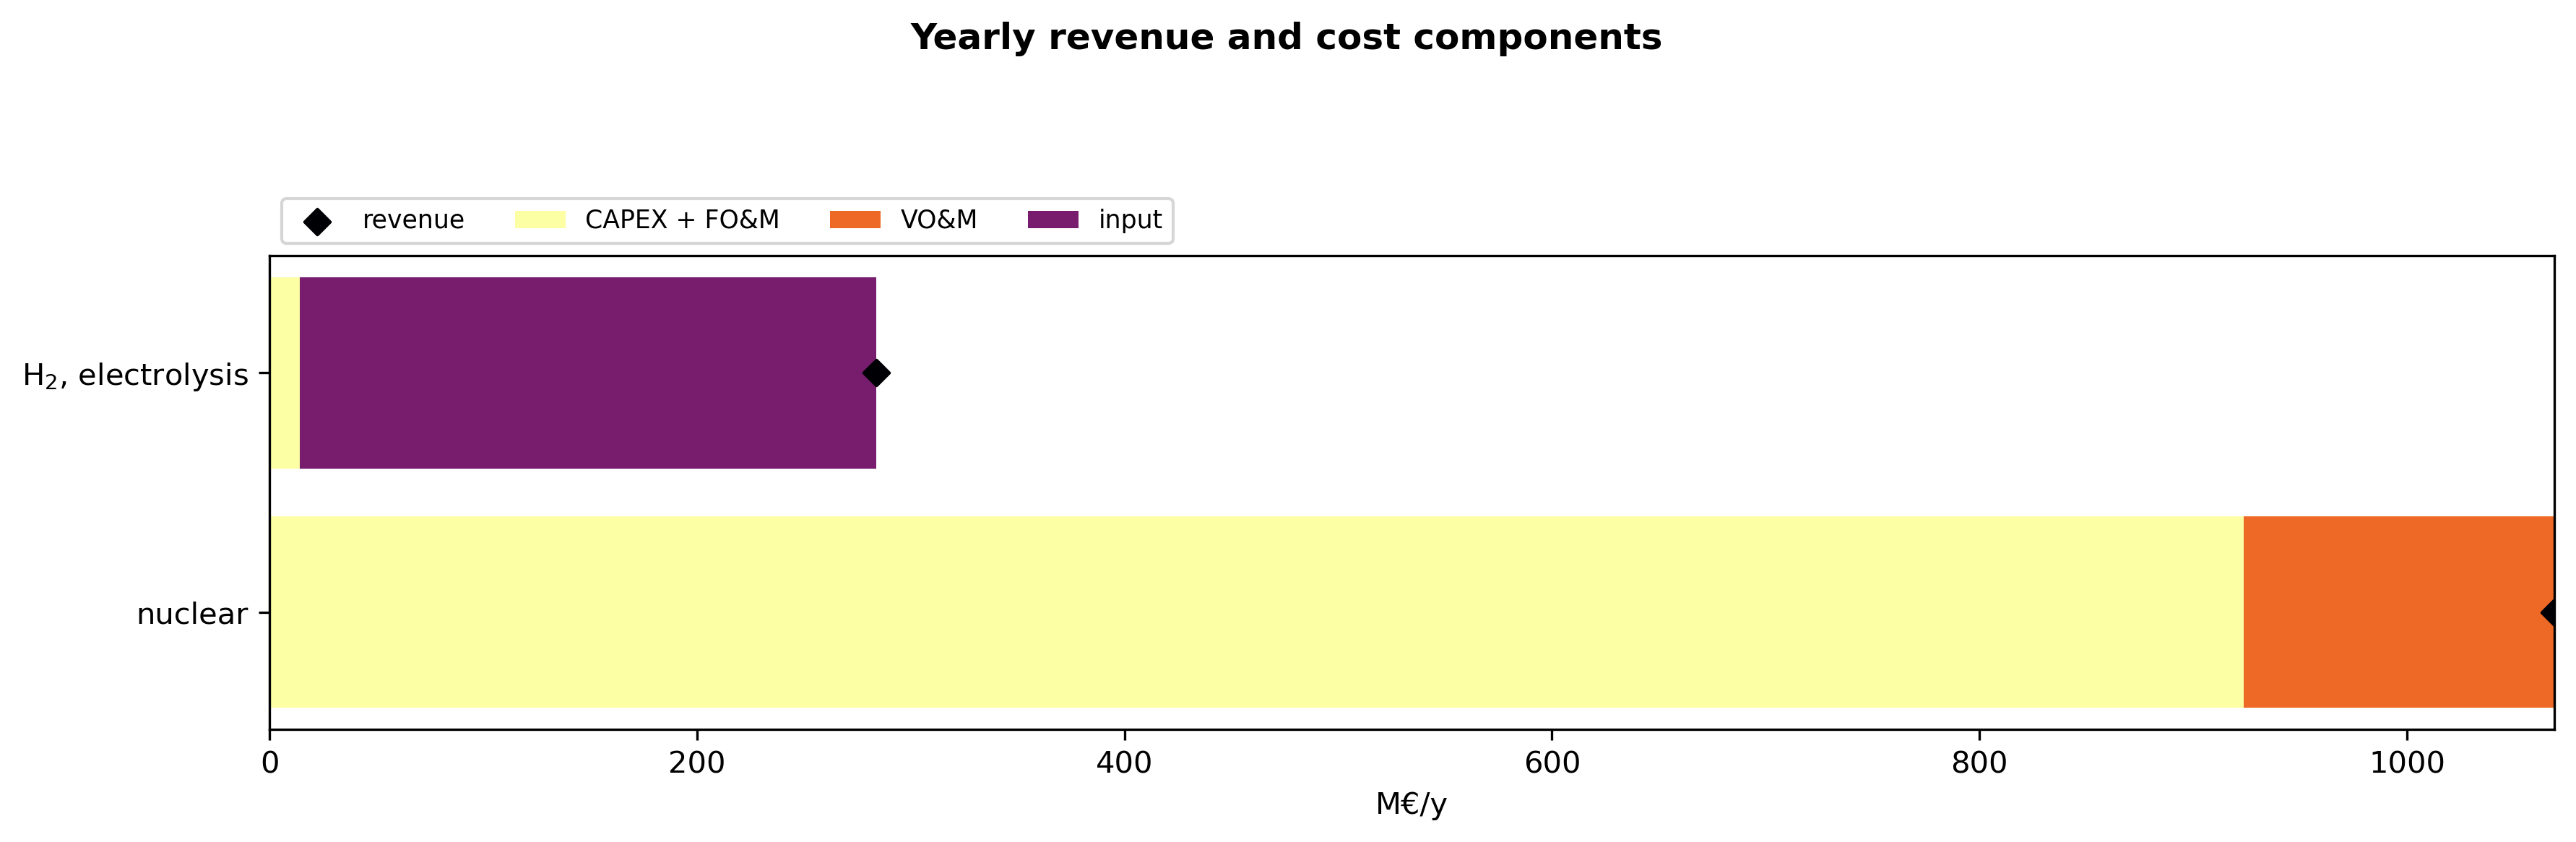 Yearly revenue and cost components
revenue CAPEX + FO&M VO&M input
H₂, electrolysis
nuclear
0 200 400 600 800 1000
M€/y